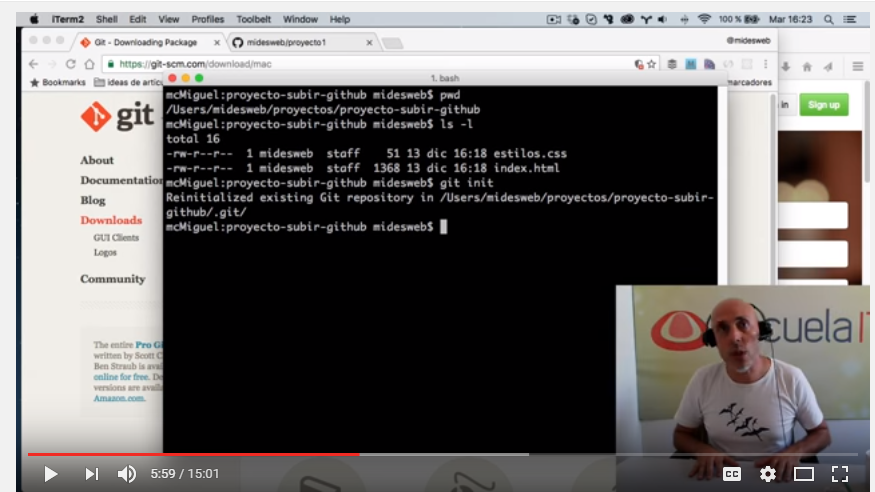 iTerm2 Shell Edit View Profiles Toolbelt Window Help 100 % Mar 16:23
Git - Downloading Package x midesweb/proyecto1 x @midesweb
https://git-scm.com/download/mac
Bookmarks ideas de artícu marcadores
1. bash
git
in Sign up
About
Documentation
Blog
Downloads
GUI Clients
Logos
Community
The entire Pro Gi
written by Scott C
Ben Straub is avai
online for free. De
versions are availa
Amazon.com.
mcMiguel:proyecto-subir-github midesweb$ pwd
/Users/midesweb/proyectos/proyecto-subir-github
mcMiguel:proyecto-subir-github midesweb$ ls -l
total 16
-rw-r--r-- 1 midesweb staff 51 13 dic 16:18 estilos.css
-rw-r--r-- 1 midesweb staff 1368 13 dic 16:18 index.html
mcMiguel:proyecto-subir-github midesweb$ git init
Reinitialized existing Git repository in /Users/midesweb/proyectos/proyecto-subir-
github/.git/
mcMiguel:proyecto-subir-github midesweb$
cuela IT
5:59 / 15:01
CC